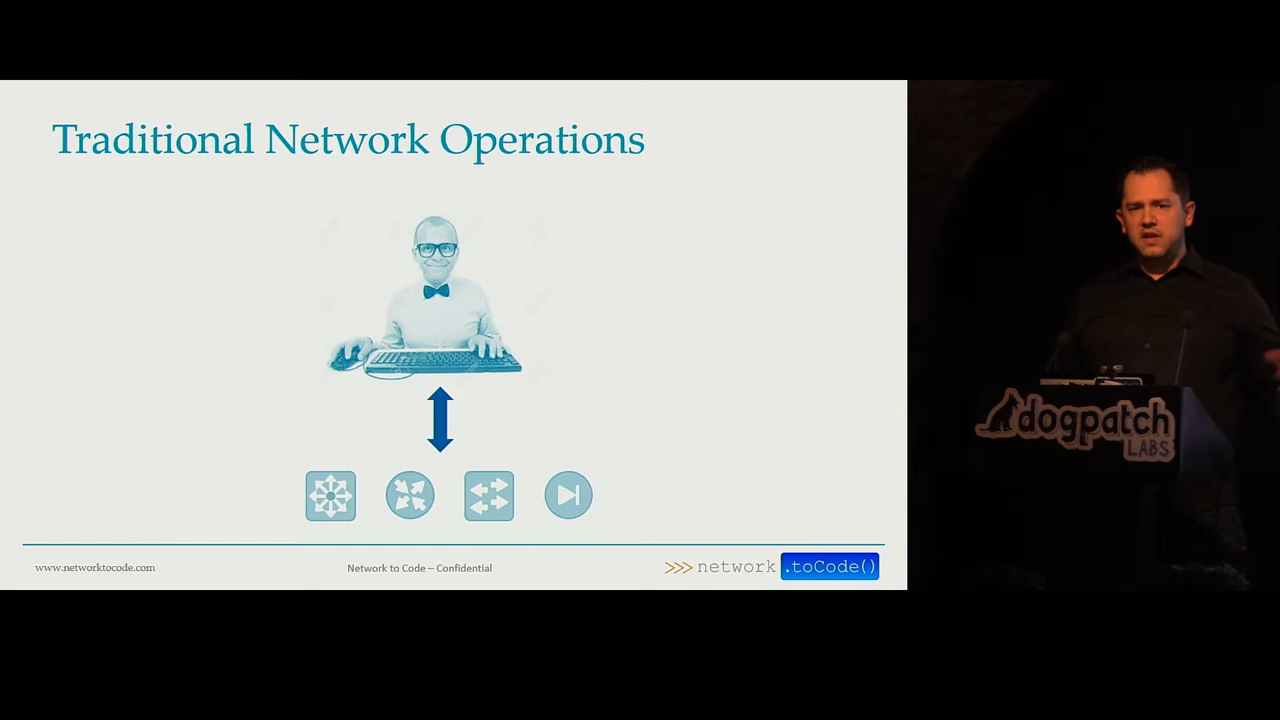 Traditional Network Operations
www.networktocode.com
Network to Code – Confidential
>>> network .toCode()
dogpatch
LABS